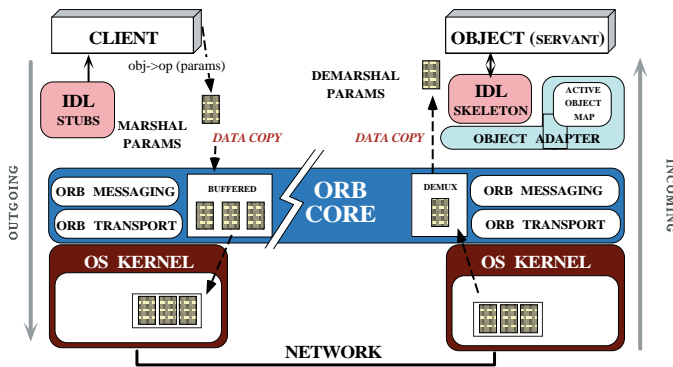 CLIENT
OBJECT (SERVANT)
obj->op (params)
DEMARSHAL
PARAMS
IDL
STUBS
IDL
SKELETON
ACTIVE
OBJECT
MAP
MARSHAL
PARAMS
DATA COPY
DATA COPY
OBJECT ADAPTER
OUTGOING
INCOMING
ORB MESSAGING
BUFFERED
ORB
CORE
DEMUX
ORB MESSAGING
ORB TRANSPORT
ORB TRANSPORT
OS KERNEL
OS KERNEL
NETWORK